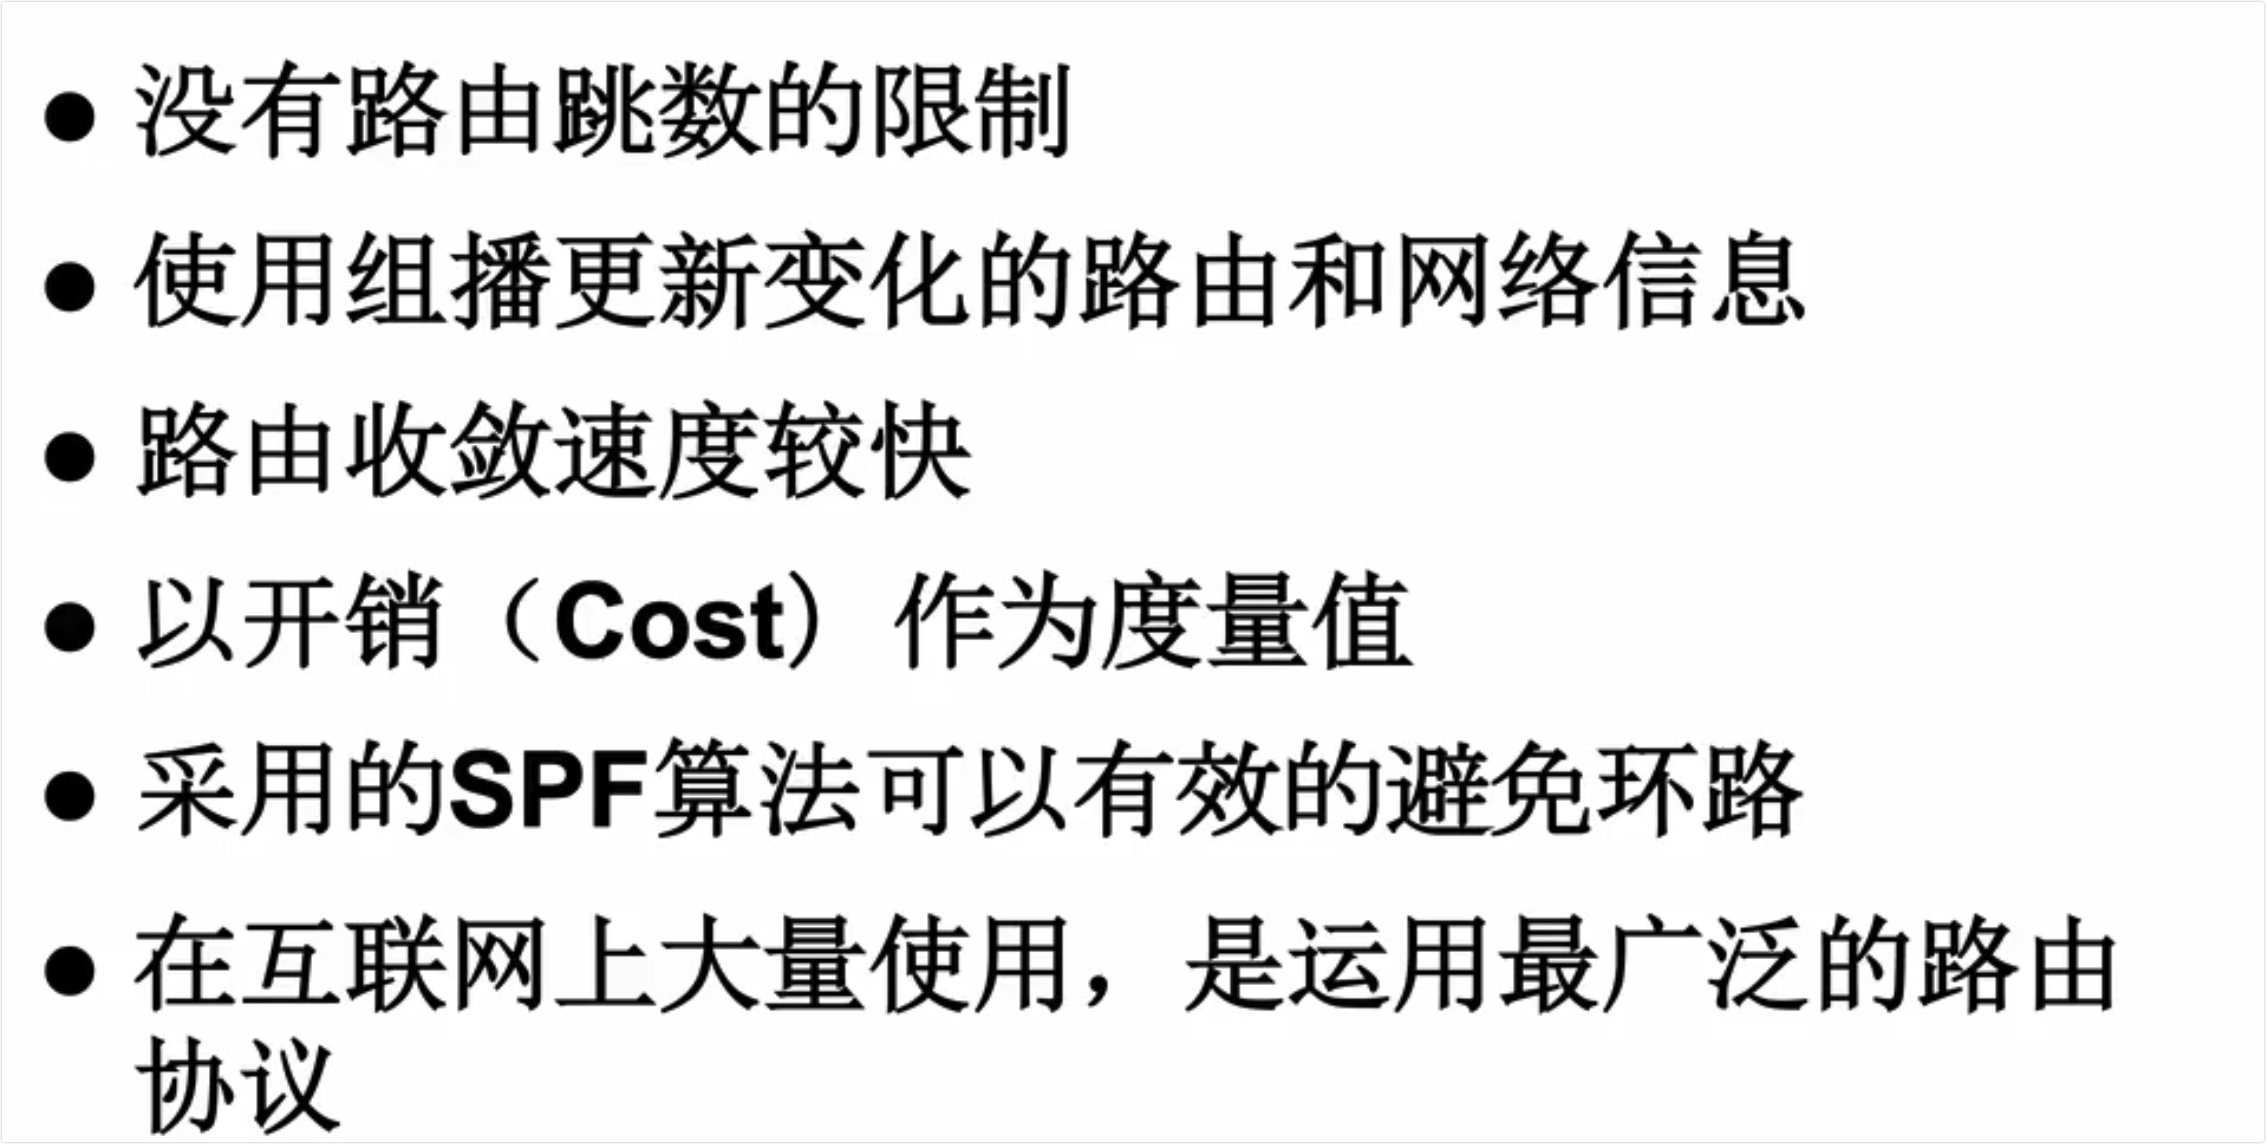 ● 没有路由跳数的限制
● 使用组播更新变化的路由和网络信息
● 路由收敛速度较快
● 以开销（Cost）作为度量值
● 采用的SPF算法可以有效的避免环路
● 在互联网上大量使用，是运用最广泛的路由
协议